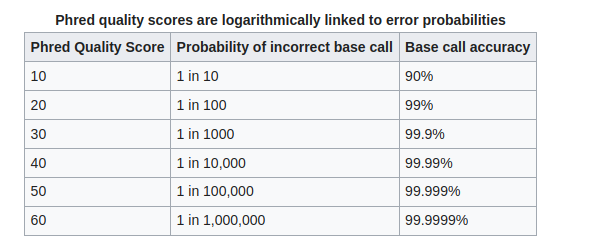 Phred quality scores are logarithmically linked to error probabilities
Phred Quality Score Probability of incorrect base call Base call accuracy
10 1 in 10 90%
20 1 in 100 99%
30 1 in 1000 99.9%
40 1 in 10,000 99.99%
50 1 in 100,000 99.999%
60 1 in 1,000,000 99.9999%